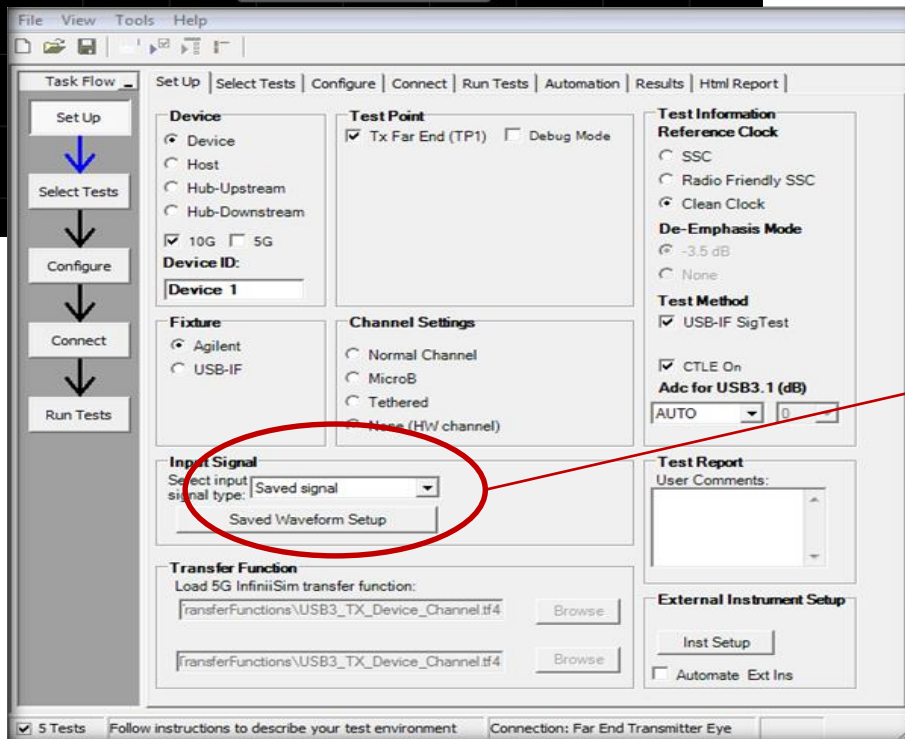 File View Tools Help
Task Flow
Set Up
Select Tests
Configure
Connect
Run Tests
Set Up Select Tests Configure Connect Run Tests Automation Results Html Report
Device
Device
Host
Hub-Upstream
Hub-Downstream
10G 5G
Device ID:
Device 1
Test Point
Tx Far End (TP1) Debug Mode
Test Information
Reference Clock
SSC
Radio Friendly SSC
Clean Clock
De-Emphasis Mode
-3.5 dB
None
Test Method
USB-IF SigTest
CTLE On
Adc for USB3.1 (dB)
AUTO 0
Fixture
Agilent
USB-IF
Channel Settings
Normal Channel
MicroB
Tethered
None (HW channel)
Input Signal
Select input
signal type: Saved signal
Saved Waveform Setup
Test Report
User Comments:
Transfer Function
Load 5G InfiniiSim transfer function:
TransferFunctions\USB3_TX_Device_Channel.tf4 Browse
TransferFunctions\USB3_TX_Device_Channel.tf4 Browse
External Instrument Setup
Inst Setup
Automate Ext Ins
5 Tests Follow instructions to describe your test environment Connection: Far End Transmitter Eye